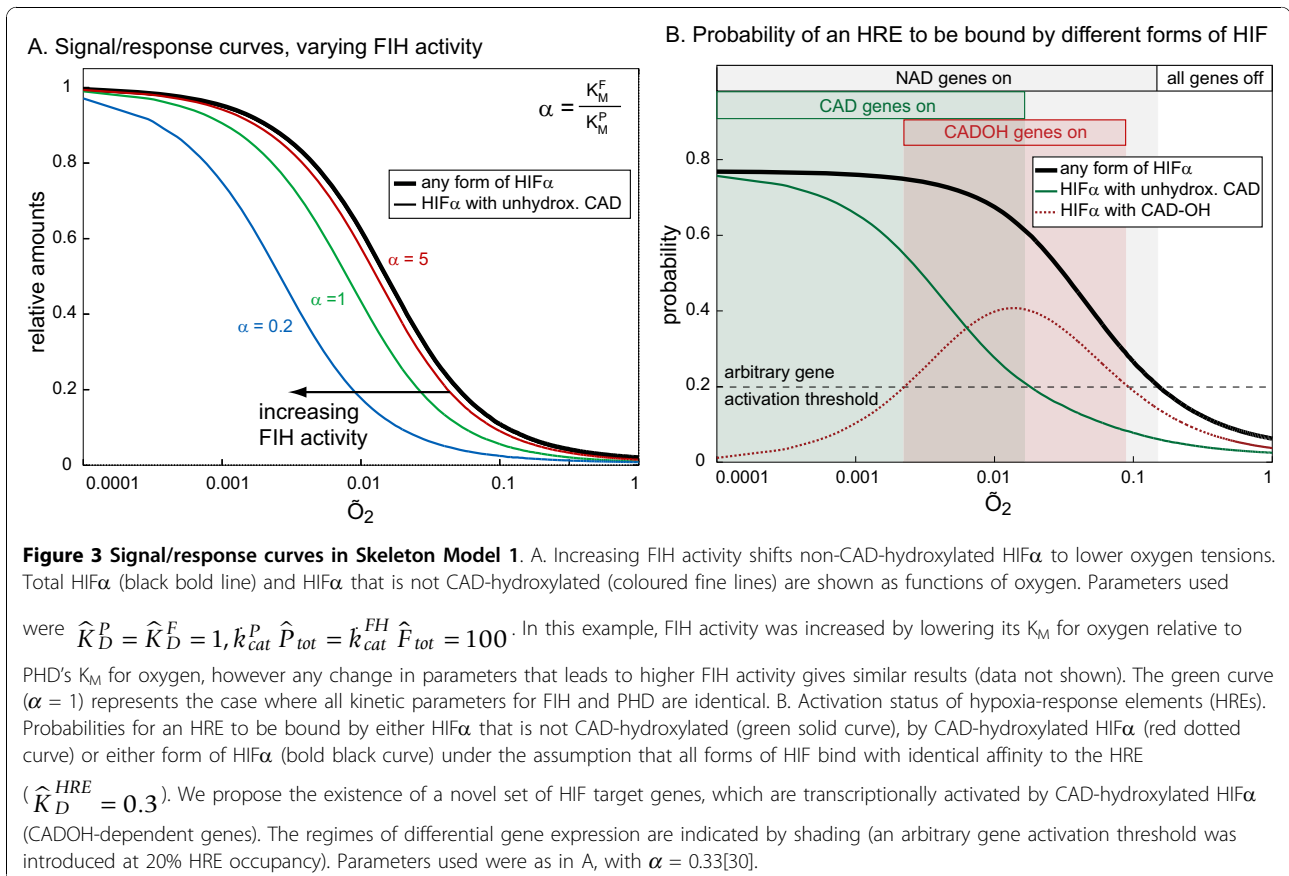 A. Signal/response curves, varying FIH activity
1
0.8
0.6
0.4
0.2
0
relative amounts
α = K_M^F / K_M^P
any form of HIFα
HIFα with unhydrox. CAD
α = 5
α =1
α = 0.2
increasing
FIH activity
0.0001 0.001 0.01 0.1 1
Õ2
B. Probability of an HRE to be bound by different forms of HIF
NAD genes on
all genes off
CAD genes on
CADOH genes on
0.8
0.6
0.4
0.2
0
probability
any form of HIFα
HIFα with unhydrox. CAD
HIFα with CAD-OH
arbitrary gene
activation threshold
0.0001 0.001 0.01 0.1 1
Õ2
Figure 3 Signal/response curves in Skeleton Model 1. A. Increasing FIH activity shifts non-CAD-hydroxylated HIFα to lower oxygen tensions.
Total HIFα (black bold line) and HIFα that is not CAD-hydroxylated (coloured fine lines) are shown as functions of oxygen. Parameters used
were K̂_D^P = K̂_D^F = 1, k̂_cat^P P̂_tot = k̂_cat^FH F̂_tot = 100. In this example, FIH activity was increased by lowering its KM for oxygen relative to
PHD's KM for oxygen, however any change in parameters that leads to higher FIH activity gives similar results (data not shown). The green curve
(α = 1) represents the case where all kinetic parameters for FIH and PHD are identical. B. Activation status of hypoxia-response elements (HREs).
Probabilities for an HRE to be bound by either HIFα that is not CAD-hydroxylated (green solid curve), by CAD-hydroxylated HIFα (red dotted
curve) or either form of HIFα (bold black curve) under the assumption that all forms of HIF bind with identical affinity to the HRE
(K̂_D^HRE = 0.3). We propose the existence of a novel set of HIF target genes, which are transcriptionally activated by CAD-hydroxylated HIFα
(CADOH-dependent genes). The regimes of differential gene expression are indicated by shading (an arbitrary gene activation threshold was
introduced at 20% HRE occupancy). Parameters used were as in A, with α = 0.33[30].